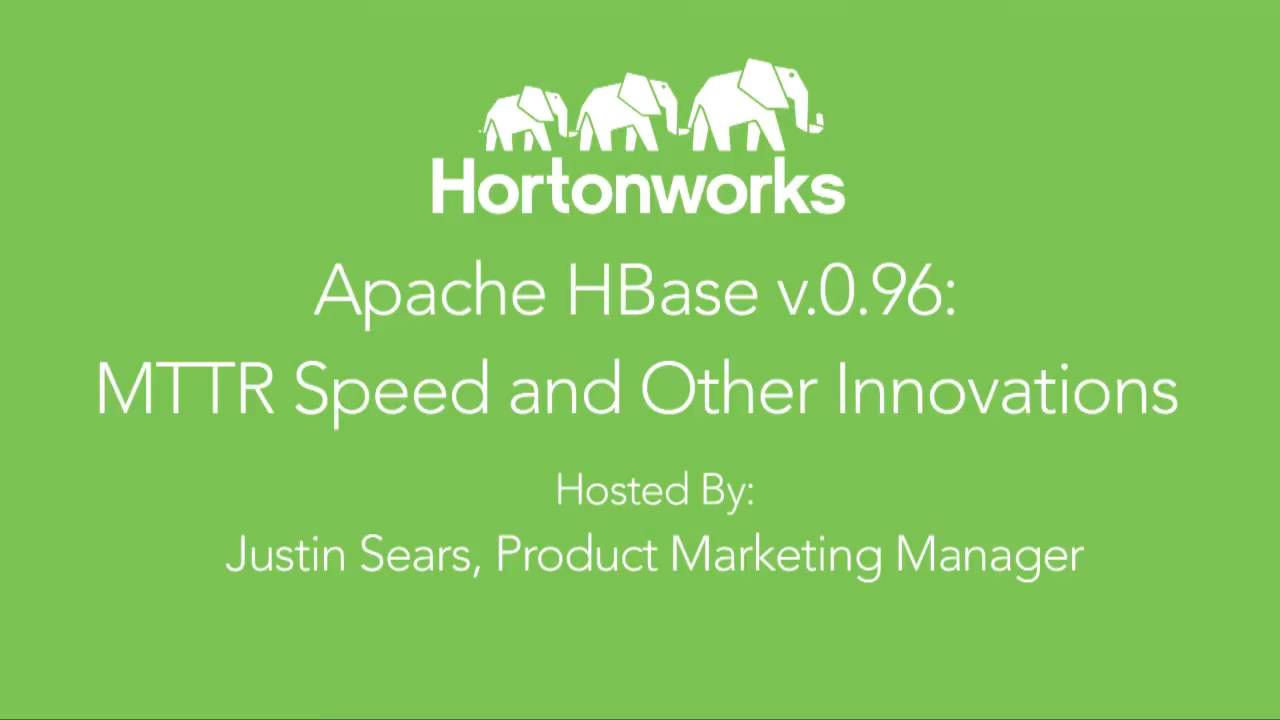 Hortonworks
Apache HBase v.0.96:
MTTR Speed and Other Innovations
Hosted By:
Justin Sears, Product Marketing Manager